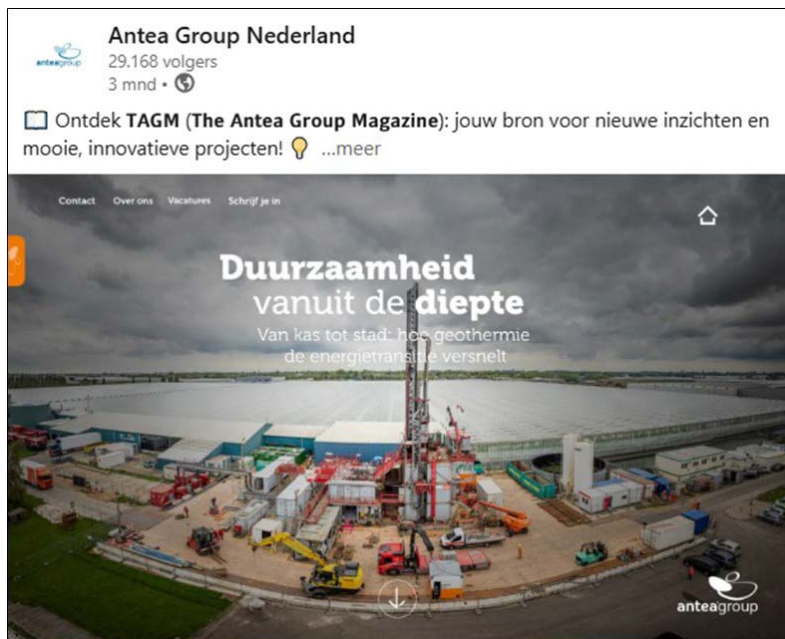 Antea Group Nederland
anteagroup
29.168 volgers
3 mnd •
📖 Ontdek TAGM (The Antea Group Magazine): jouw bron voor nieuwe inzichten en
mooie, innovatieve projecten! 💡 ...meer
Contact Over ons Vacatures Schrijf je in
Duurzaamheid
vanuit de diepte
Van kas tot stad: hoe geothermie
de energietransitie versnelt
anteagroup